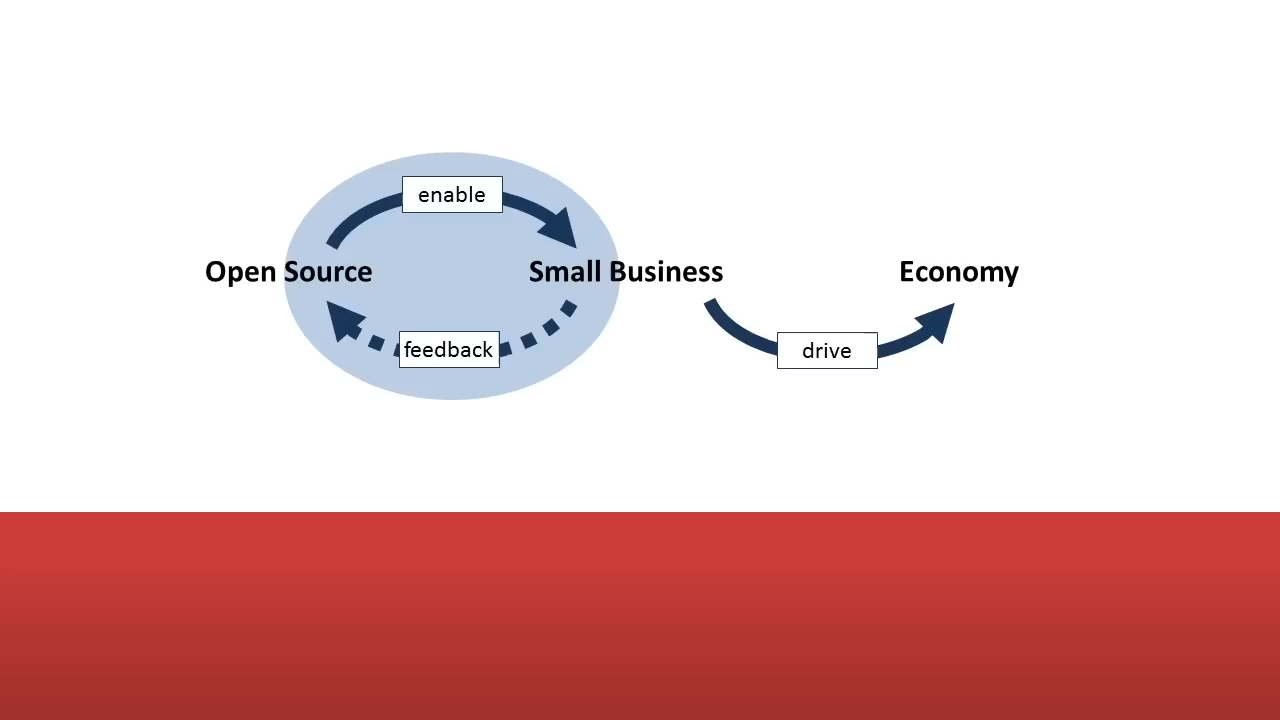 enable
Open Source
Small Business
Economy
feedback
drive